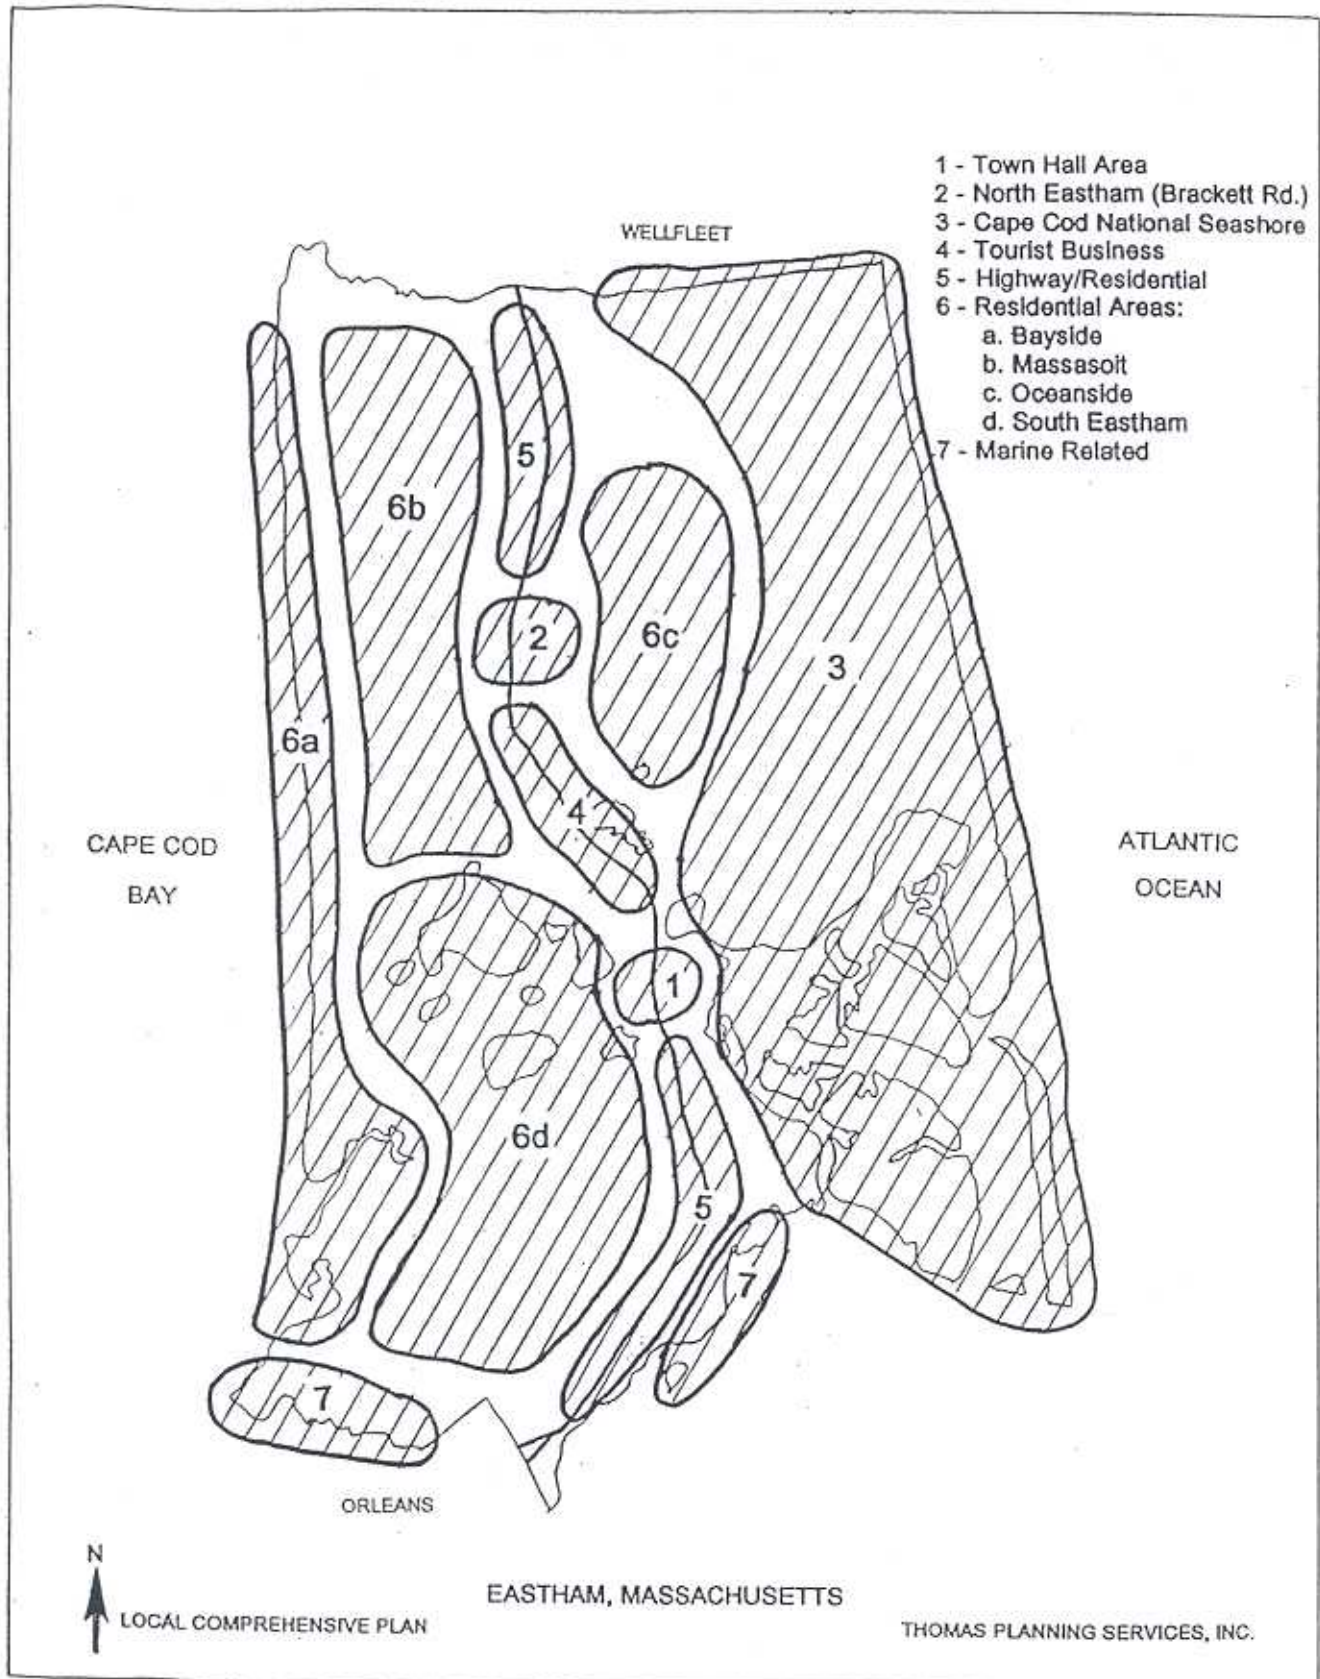 1 - Town Hall Area
2 - North Eastham (Brackett Rd.)
3 - Cape Cod National Seashore
4 - Tourist Business
5 - Highway/Residential
6 - Residential Areas:
a. Bayside
b. Massasoit
c. Oceanside
d. South Eastham
7 - Marine Related
WELLFLEET
5
6b
2
6c
3
6a
4
CAPE COD
BAY
ATLANTIC
OCEAN
1
6d
5
7
7
ORLEANS
N
EASTHAM, MASSACHUSETTS
LOCAL COMPREHENSIVE PLAN
THOMAS PLANNING SERVICES, INC.